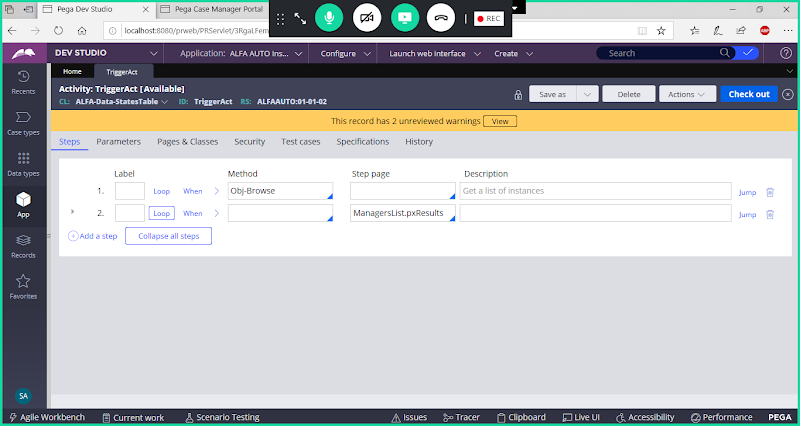 Pega Dev Studio
Pega Case Manager Portal
REC
localhost:8080/prweb/PRServlet/3RgaLFem
ABP
DEV STUDIO
Application: ALFA AUTO Ins...
Configure
Launch web interface
Create
Search
Recents
Case types
Data types
App
Records
Favorites
SA
Home
TriggerAct
Activity: TriggerAct [Available]
CL: ALFA-Data-StatesTable ID: TriggerAct RS: ALFAAUTO:01-01-02
Save as
Delete
Actions
Check out
This record has 2 unreviewed warnings View
Steps Parameters Pages & Classes Security Test cases Specifications History
Label Method Step page Description
1. Loop When Obj-Browse Get a list of instances Jump
2. Loop When ManagersList.pxResults Jump
Add a step Collapse all steps
Agile Workbench Current work Scenario Testing Issues Tracer Clipboard Live UI Accessibility Performance PEGA